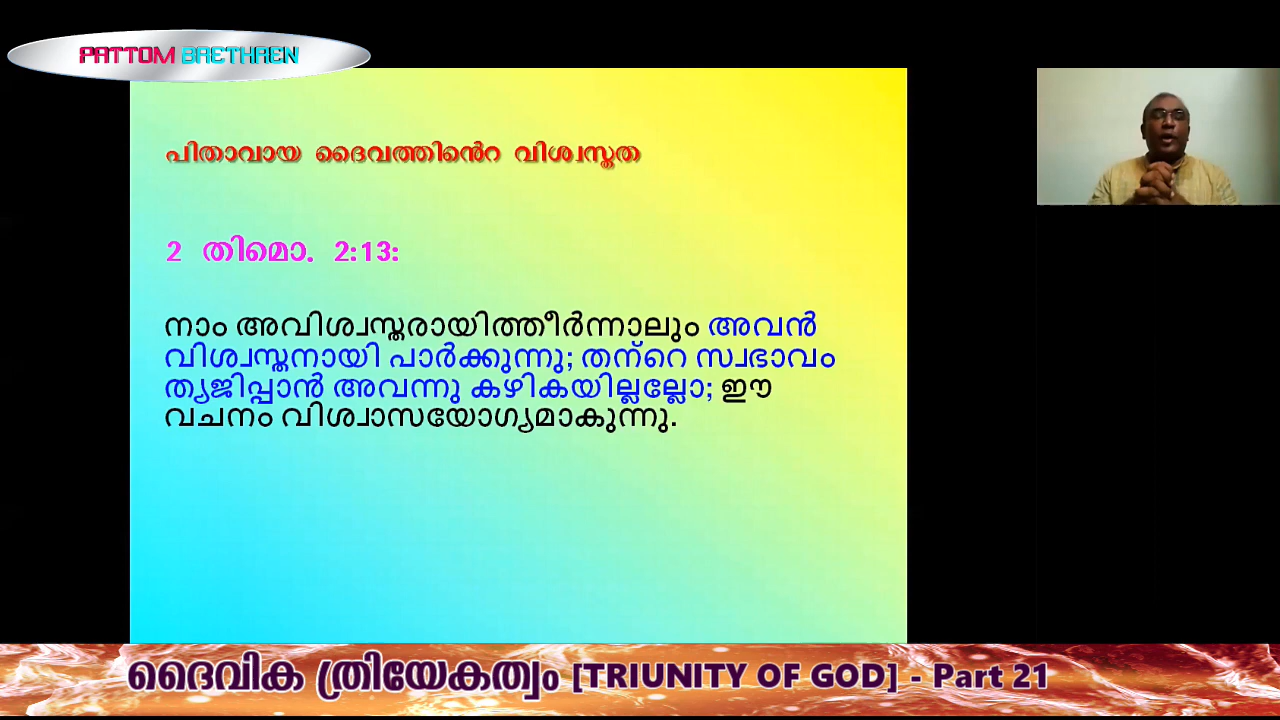 PATTOM BRETHREN
പിതാവായ ദൈവത്തിൻെറ വിശ്വസ്തത
2 തിമൊ. 2:13:
നാം അവിശ്വസ്തരായിത്തീർന്നാലും അവൻ
വിശ്വസ്തനായി പാർക്കുന്നു; തന്റെ സ്വഭാവം
ത്യജിപ്പാൻ അവന്നു കഴികയില്ലല്ലോ; ഈ
വചനം വിശ്വാസയോഗ്യമാകുന്നു.
ദൈവിക ത്രിയേകത്വം [TRIUNITY OF GOD] - Part 21